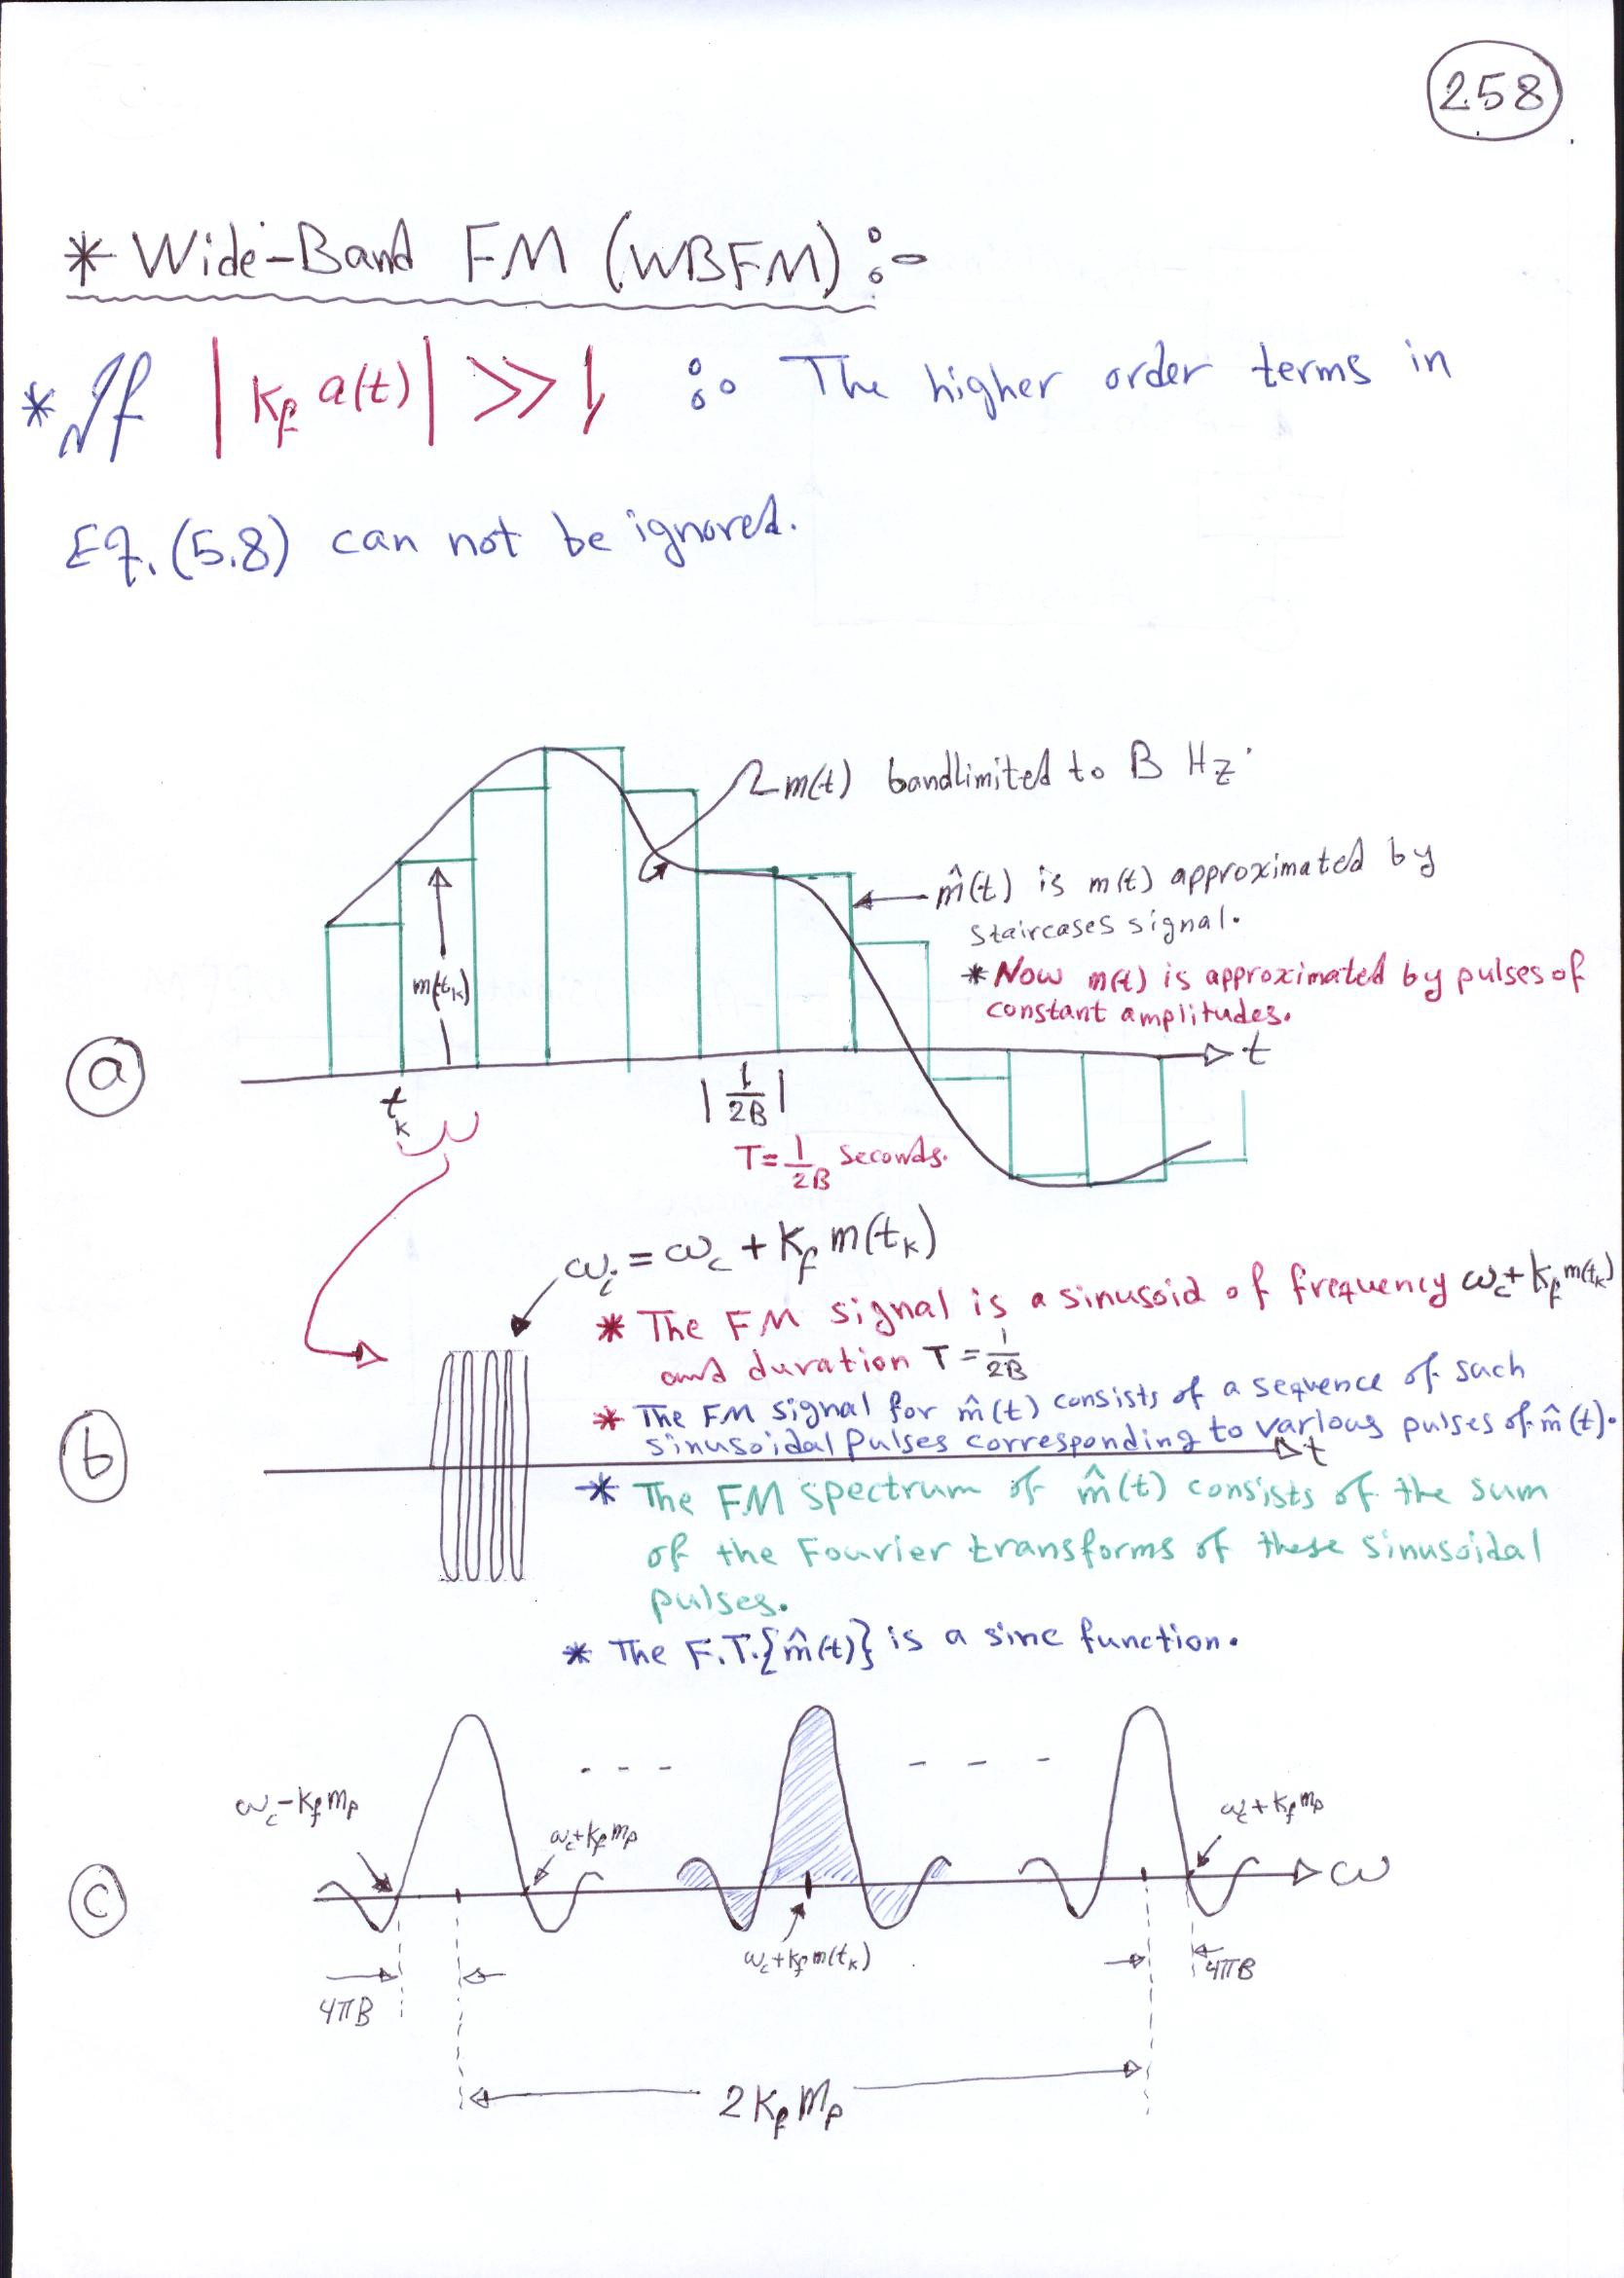 258
* Wide-Band FM (WBFM) :-
* If | kf a(t) | >> 1, ∴ The higher order terms in
Eq. (5.8) can not be ignored.
m(t) bandlimited to B Hz.
m̂(t) is m(t) approximated by
staircases signal.
* Now m(t) is approximated by pulses of
constant amplitudes.
m(tk)
a
t
tk
| 1/2B |
T = 1/2B seconds.
ωi = ωc + kf m(tk)
* The FM signal is a sinusoid of frequency ωc + kf m(tk)
and duration T = 1/2B
* The FM signal for m̂(t) consists of a sequence of such
sinusoidal pulses corresponding to various pulses of m̂(t).
b
t
* The FM spectrum of m̂(t) consists of the sum
of the Fourier transforms of these sinusoidal
pulses.
* The F.T.{m̂(t)} is a sinc function.
ωc - kf mp
ωc + kf mp
ωc + kf mp
c
ω
ωc + kf m(tk)
4πB
4πB
2 kf mp